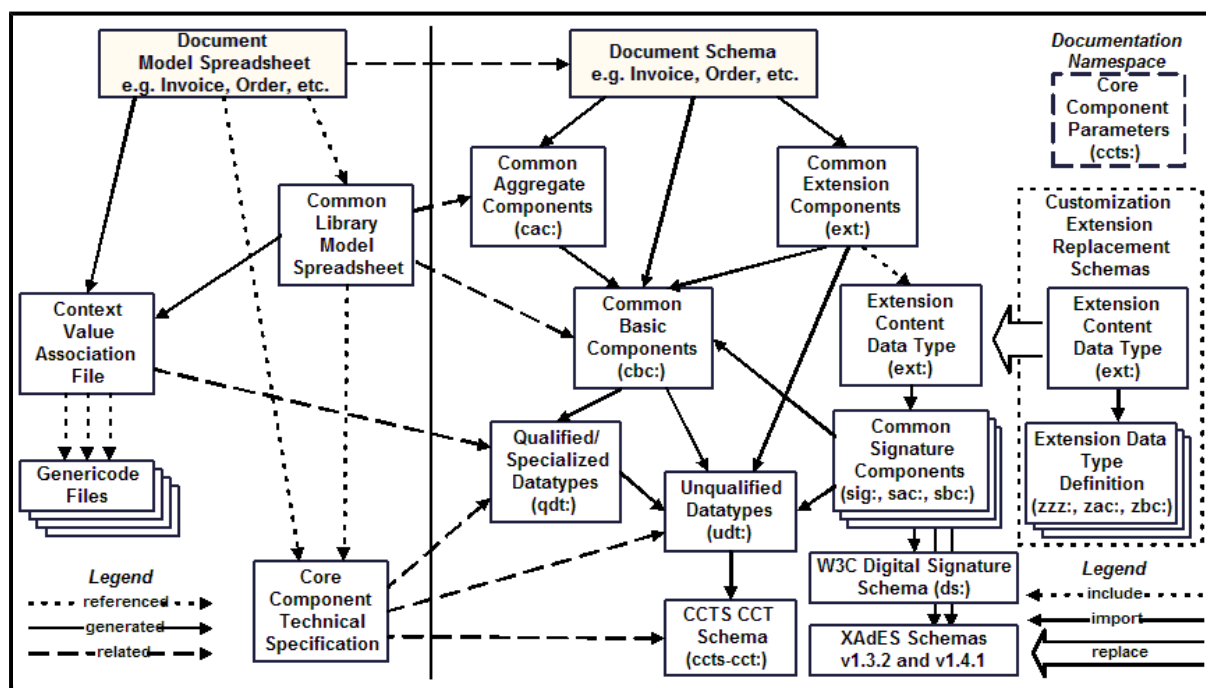 Document
Model Spreadsheet
e.g. Invoice, Order, etc.
Document Schema
e.g. Invoice, Order, etc.
Documentation
Namespace
Core
Component
Parameters
(ccts:)
Common
Aggregate
Components
(cac:)
Common
Extension
Components
(ext:)
Common
Library
Model
Spreadsheet
Customization
Extension
Replacement
Schemas
Context
Value
Association
File
Common
Basic
Components
(cbc:)
Extension
Content
Data Type
(ext:)
Extension
Content
Data Type
(ext:)
Genericode
Files
Qualified/
Specialized
Datatypes
(qdt:)
Unqualified
Datatypes
(udt:)
Common
Signature
Components
(sig:, sac:, sbc:)
Extension Data
Type
Definition
(zzz:, zac:, zbc:)
Core
Component
Technical
Specification
W3C Digital Signature
Schema (ds:)
CCTS CCT
Schema
(ccts-cct:)
XAdES Schemas
v1.3.2 and v1.4.1
Legend
referenced
generated
related
Legend
include
import
replace